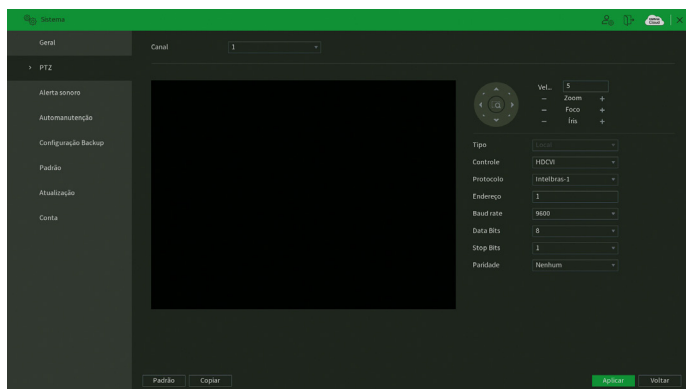 Sistema
Geral
PTZ
Alerta sonoro
Automanutenção
Configuração Backup
Padrão
Atualização
Conta
Canal 1
Vel... 5
− Zoom +
− Foco +
− Íris +
Tipo Local
Controle HDCVI
Protocolo Intelbras-1
Endereço 1
Baud rate 9600
Data Bits 8
Stop Bits 1
Paridade Nenhum
Padrão Copiar Aplicar Voltar